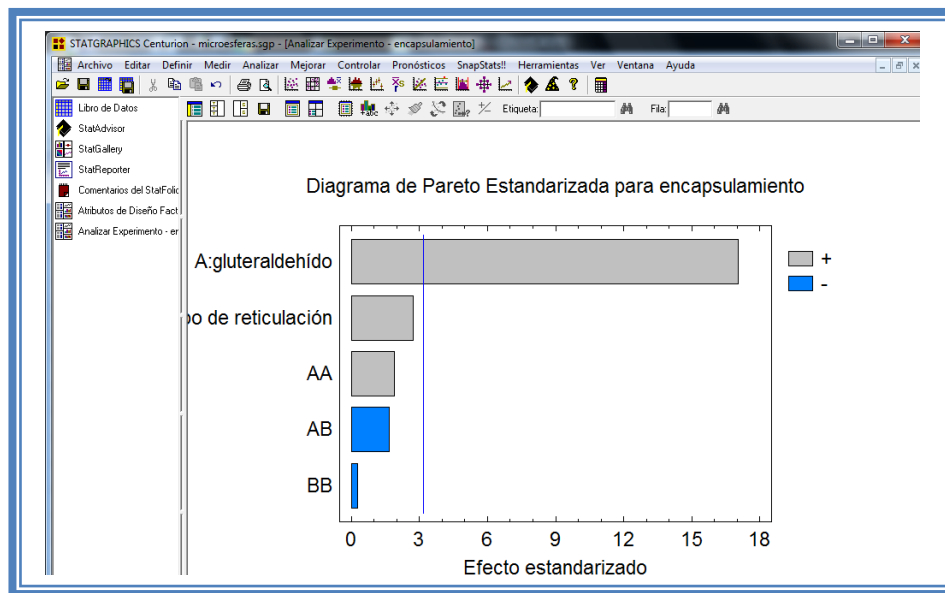 STATGRAPHICS Centurion - microesferas.sgp - [Analizar Experimento - encapsulamiento]
Archivo Editar Definir Medir Analizar Mejorar Controlar Pronósticos SnapStats!! Herramientas Ver Ventana Ayuda
Etiqueta: Fila:
Libro de Datos
StatAdvisor
StatGallery
StatReporter
Comentarios del StatFolic
Atributos de Diseño Fact
Analizar Experimento - er
Diagrama de Pareto Estandarizada para encapsulamiento
A:gluteraldehído
po de reticulación
AA
AB
BB
+
-
0 3 6 9 12 15 18
Efecto estandarizado